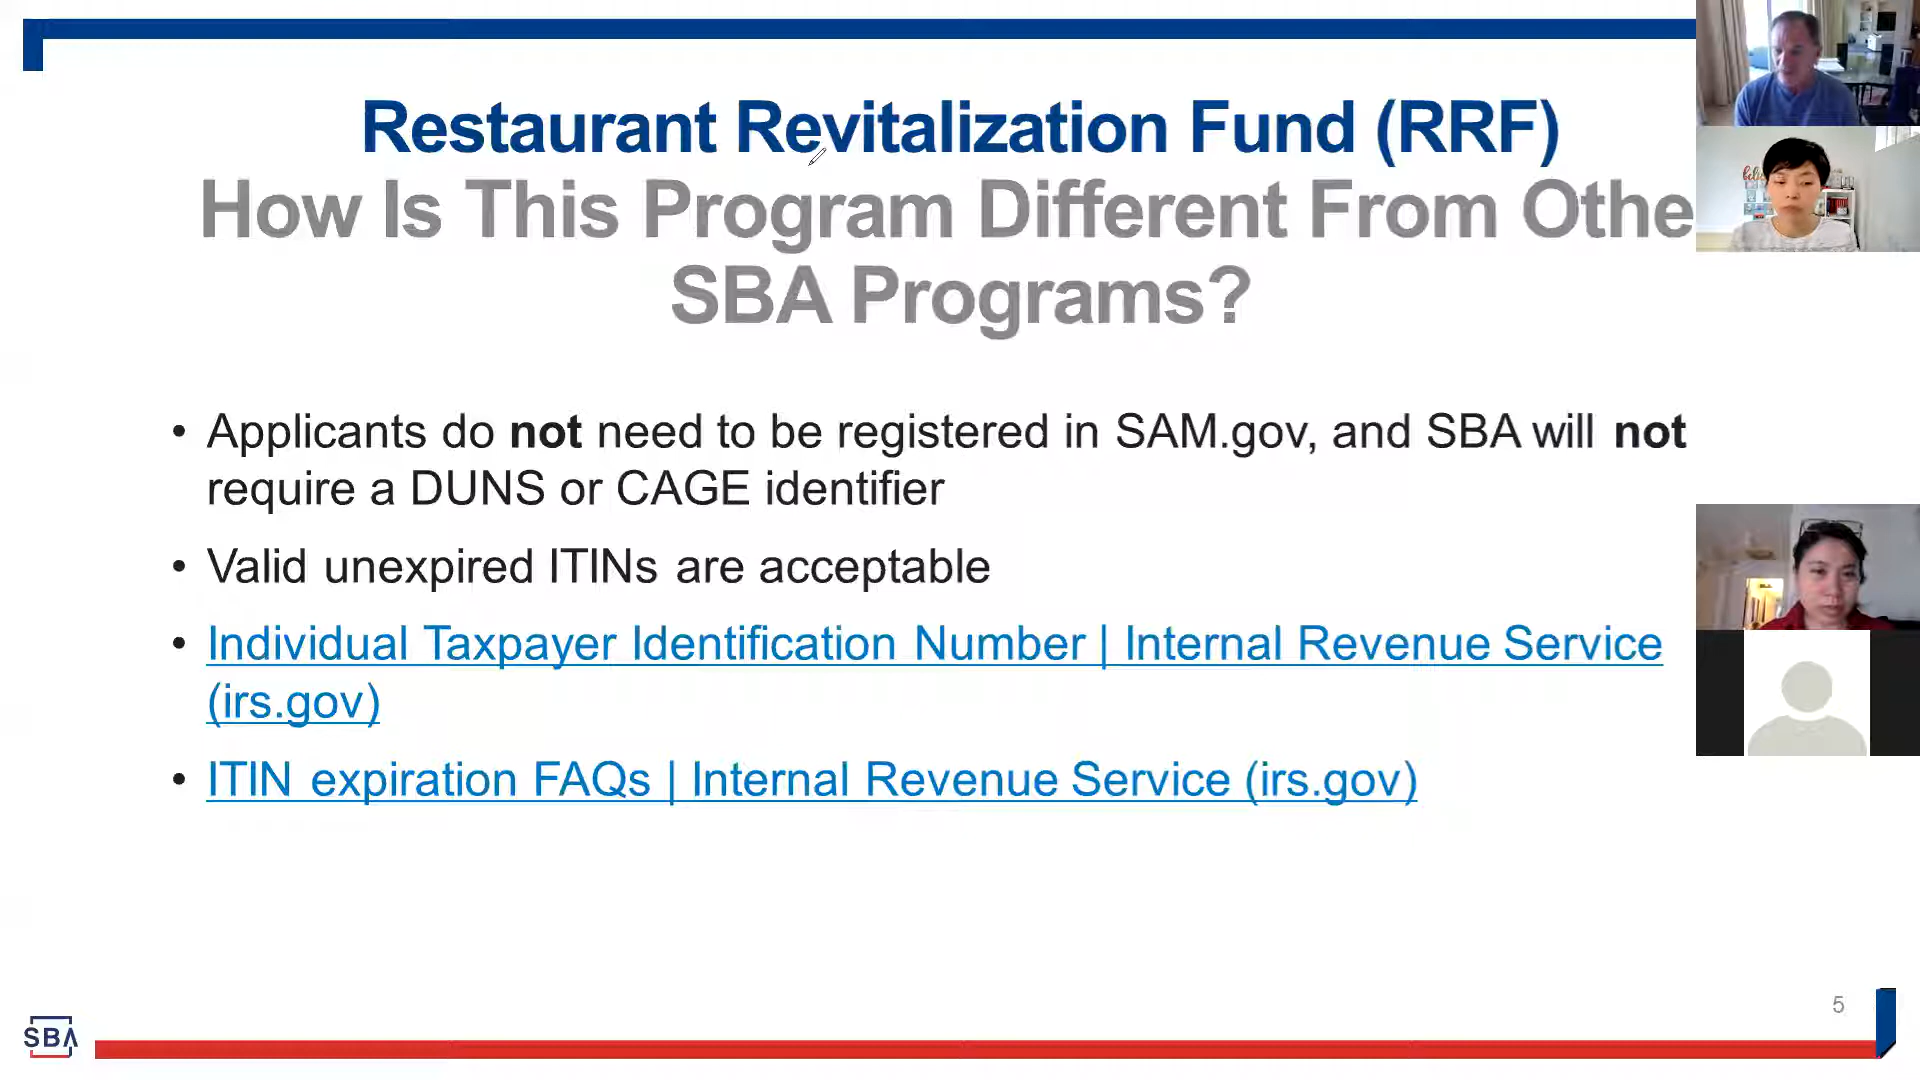 Restaurant Revitalization Fund (RRF)
How Is This Program Different From Othe
SBA Programs?
• Applicants do not need to be registered in SAM.gov, and SBA will not
require a DUNS or CAGE identifier
• Valid unexpired ITINs are acceptable
• Individual Taxpayer Identification Number | Internal Revenue Service
(irs.gov)
• ITIN expiration FAQs | Internal Revenue Service (irs.gov)
5
SBA